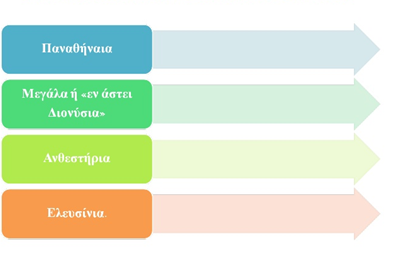 Παναθήναια
Μεγάλα ή «εν άστει
Διονύσια»
Ανθεστήρια
Ελευσίνια.